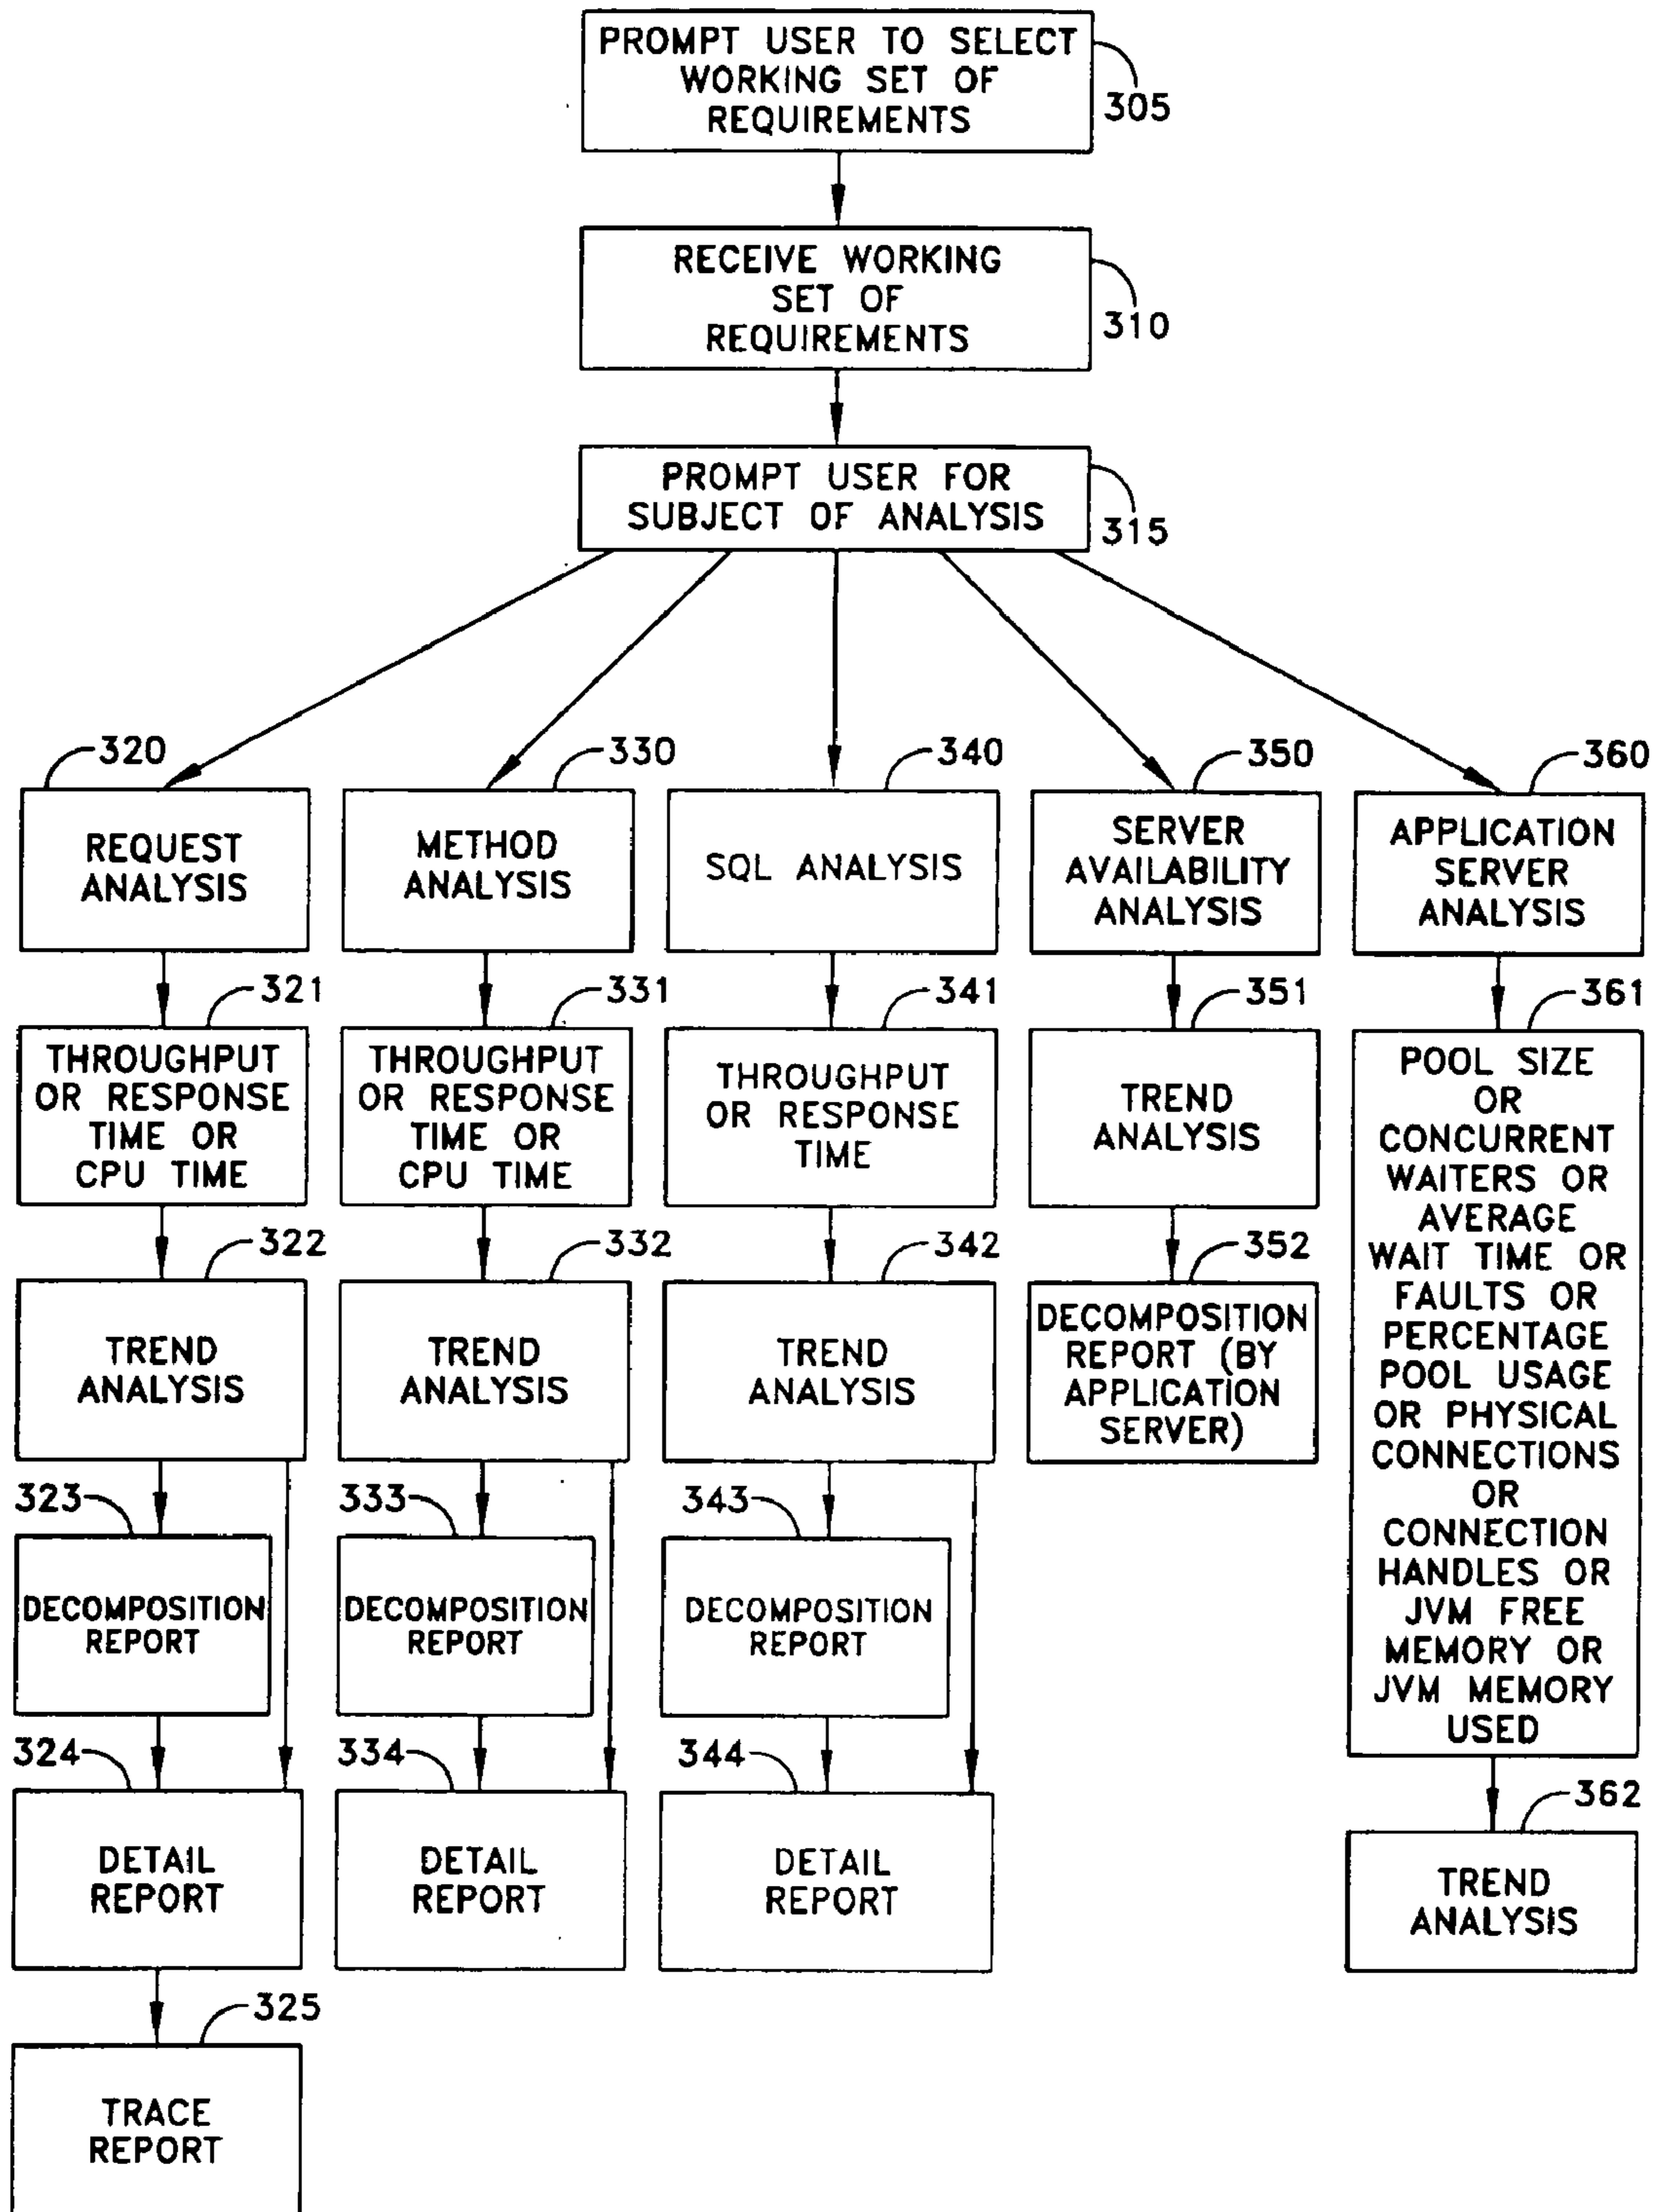 PROMPT USER TO SELECT
WORKING SET OF
REQUIREMENTS
305
RECEIVE WORKING
SET OF
REQUIREMENTS
310
PROMPT USER FOR
SUBJECT OF ANALYSIS
315
320
REQUEST
ANALYSIS
330
METHOD
ANALYSIS
340
SQL ANALYSIS
350
SERVER
AVAILABILITY
ANALYSIS
360
APPLICATION
SERVER
ANALYSIS
321
THROUGHPUT
OR RESPONSE
TIME OR
CPU TIME
331
THROUGHPUT
OR RESPONSE
TIME OR
CPU TIME
341
THROUGHPUT
OR RESPONSE
TIME
351
TREND
ANALYSIS
361
POOL SIZE
OR
CONCURRENT
WAITERS OR
AVERAGE
WAIT TIME OR
FAULTS OR
PERCENTAGE
POOL USAGE
OR PHYSICAL
CONNECTIONS
OR
CONNECTION
HANDLES OR
JVM FREE
MEMORY OR
JVM MEMORY
USED
322
TREND
ANALYSIS
332
TREND
ANALYSIS
342
TREND
ANALYSIS
352
DECOMPOSITION
REPORT (BY
APPLICATION
SERVER)
323
DECOMPOSITION
REPORT
333
DECOMPOSITION
REPORT
343
DECOMPOSITION
REPORT
324
DETAIL
REPORT
334
DETAIL
REPORT
344
DETAIL
REPORT
362
TREND
ANALYSIS
325
TRACE
REPORT